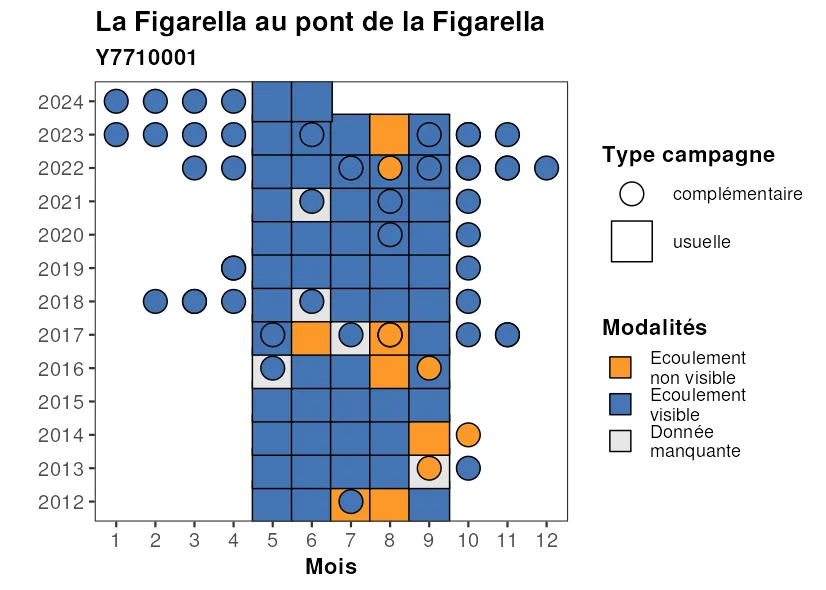 La Figarella au pont de la Figarella
Y7710001
2024
2023
2022
2021
2020
2019
2018
2017
2016
2015
2014
2013
2012
1 2 3 4 5 6 7 8 9 10 11 12
Mois
Type campagne
complémentaire
usuelle
Modalités
Ecoulement
non visible
Ecoulement
visible
Donnée
manquante